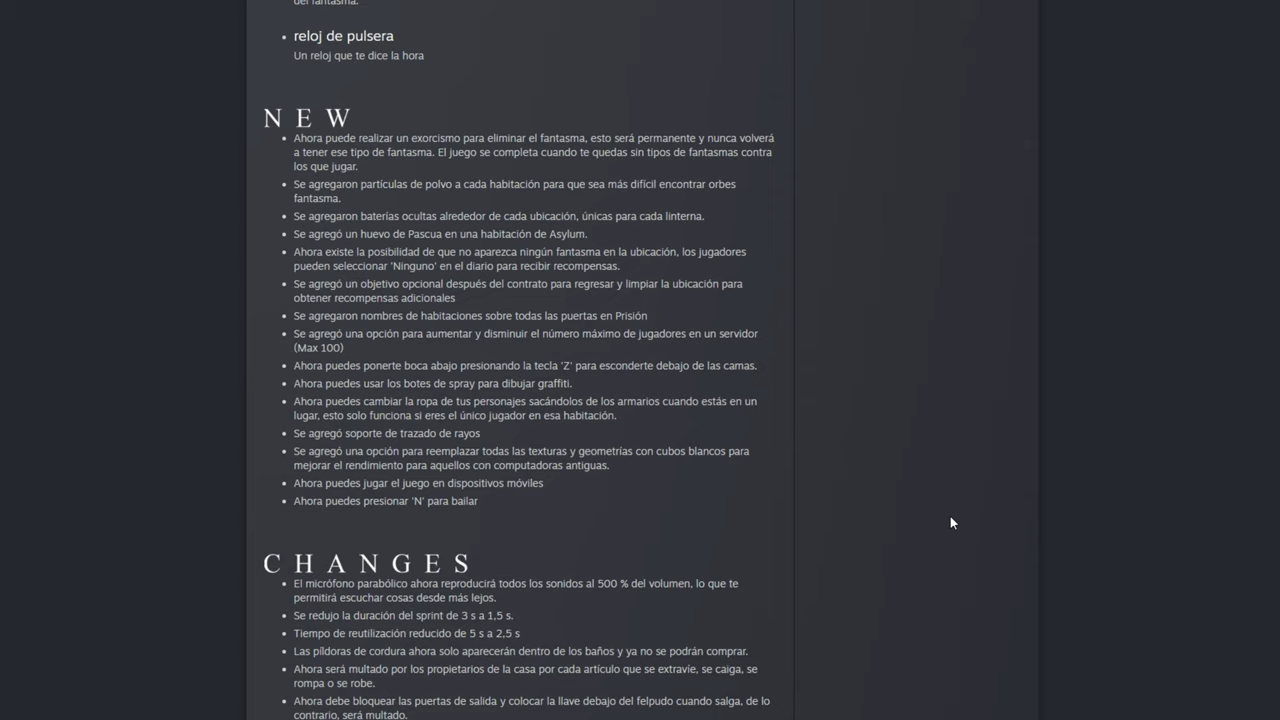 del fantasma.
reloj de pulsera
Un reloj que te dice la hora
NEW
Ahora puede realizar un exorcismo para eliminar el fantasma, esto será permanente y nunca volverá
a tener ese tipo de fantasma. El juego se completa cuando te quedas sin tipos de fantasmas contra
los que jugar.
Se agregaron partículas de polvo a cada habitación para que sea más difícil encontrar orbes
fantasma.
Se agregaron baterías ocultas alrededor de cada ubicación, únicas para cada linterna.
Se agregó un huevo de Pascua en una habitación de Asylum.
Ahora existe la posibilidad de que no aparezca ningún fantasma en la ubicación, los jugadores
pueden seleccionar 'Ninguno' en el diario para recibir recompensas.
Se agregó un objetivo opcional después del contrato para regresar y limpiar la ubicación para
obtener recompensas adicionales
Se agregaron nombres de habitaciones sobre todas las puertas en Prisión
Se agregó una opción para aumentar y disminuir el número máximo de jugadores en un servidor
(Max 100)
Ahora puedes ponerte boca abajo presionando la tecla 'Z' para esconderte debajo de las camas.
Ahora puedes usar los botes de spray para dibujar graffiti.
Ahora puedes cambiar la ropa de tus personajes sacándolos de los armarios cuando estás en un
lugar, esto solo funciona si eres el único jugador en esa habitación.
Se agregó soporte de trazado de rayos
Se agregó una opción para reemplazar todas las texturas y geometrías con cubos blancos para
mejorar el rendimiento para aquellos con computadoras antiguas.
Ahora puedes jugar el juego en dispositivos móviles
Ahora puedes presionar 'N' para bailar
CHANGES
El micrófono parabólico ahora reproducirá todos los sonidos al 500 % del volumen, lo que te
permitirá escuchar cosas desde más lejos.
Se redujo la duración del sprint de 3 s a 1,5 s.
Tiempo de reutilización reducido de 5 s a 2,5 s
Las píldoras de cordura ahora solo aparecerán dentro de los baños y ya no se podrán comprar.
Ahora será multado por los propietarios de la casa por cada artículo que se extravíe, se caiga, se
rompa o se robe.
Ahora debe bloquear las puertas de salida y colocar la llave debajo del felpudo cuando salga, de lo
contrario, será multado.